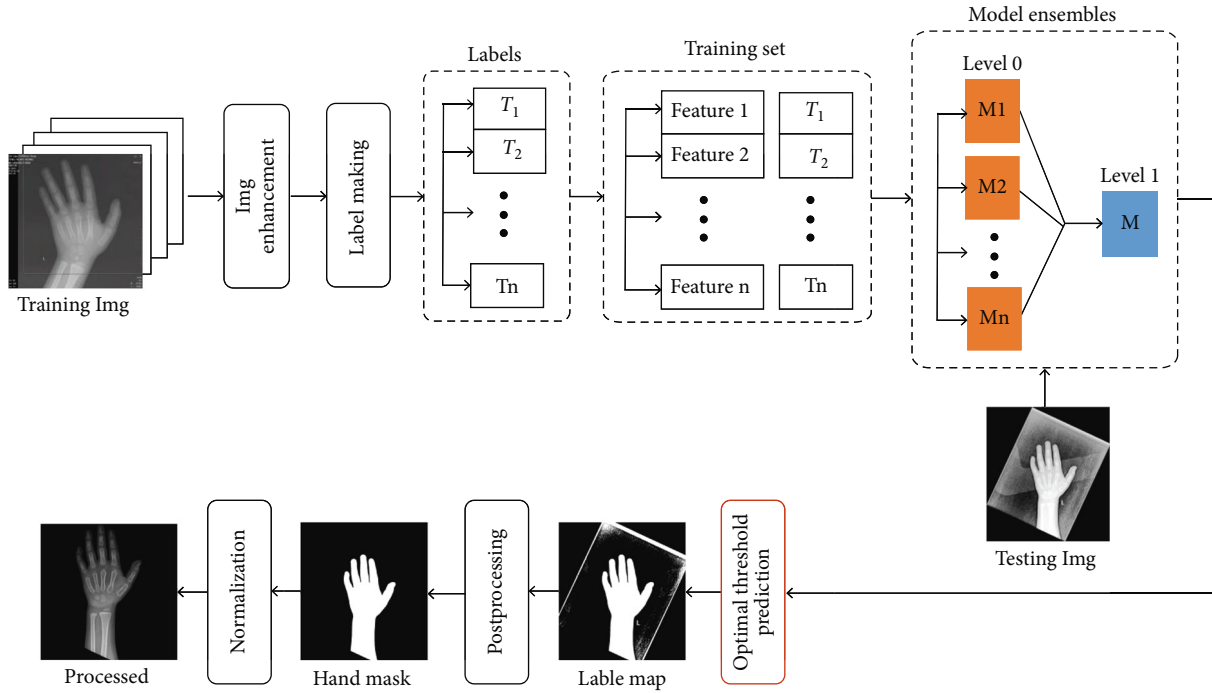 Model ensembles
Labels
Training set
Level 0
T1
Feature 1
T1
M1
T2
Feature 2
T2
Img
enhancement
Label making
M2
Level 1
M
Tn
Feature n
Tn
Mn
Training Img
Testing Img
Optimal threshold
prediction
Postprocessing
Normalization
Processed
Hand mask
Lable map
L
L
L